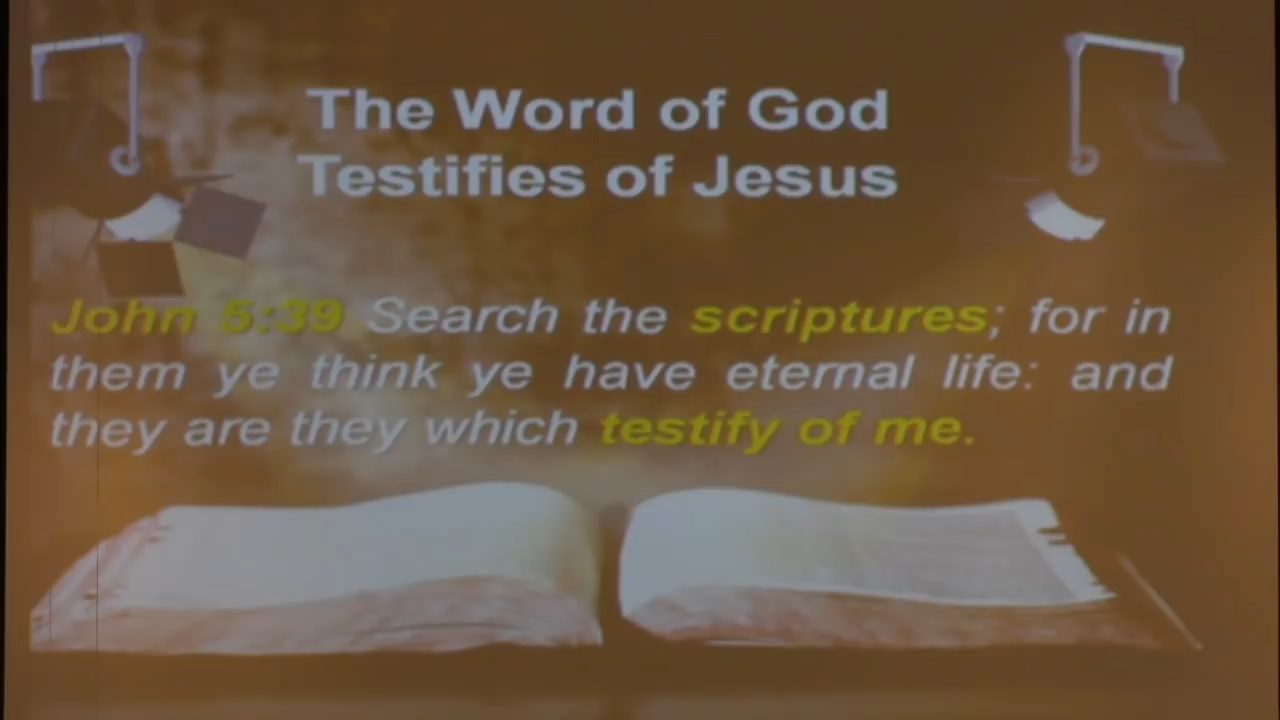 The Word of God
Testifies of Jesus
John 5:39 Search the scriptures; for in
them ye think ye have eternal life: and
they are they which testify of me.